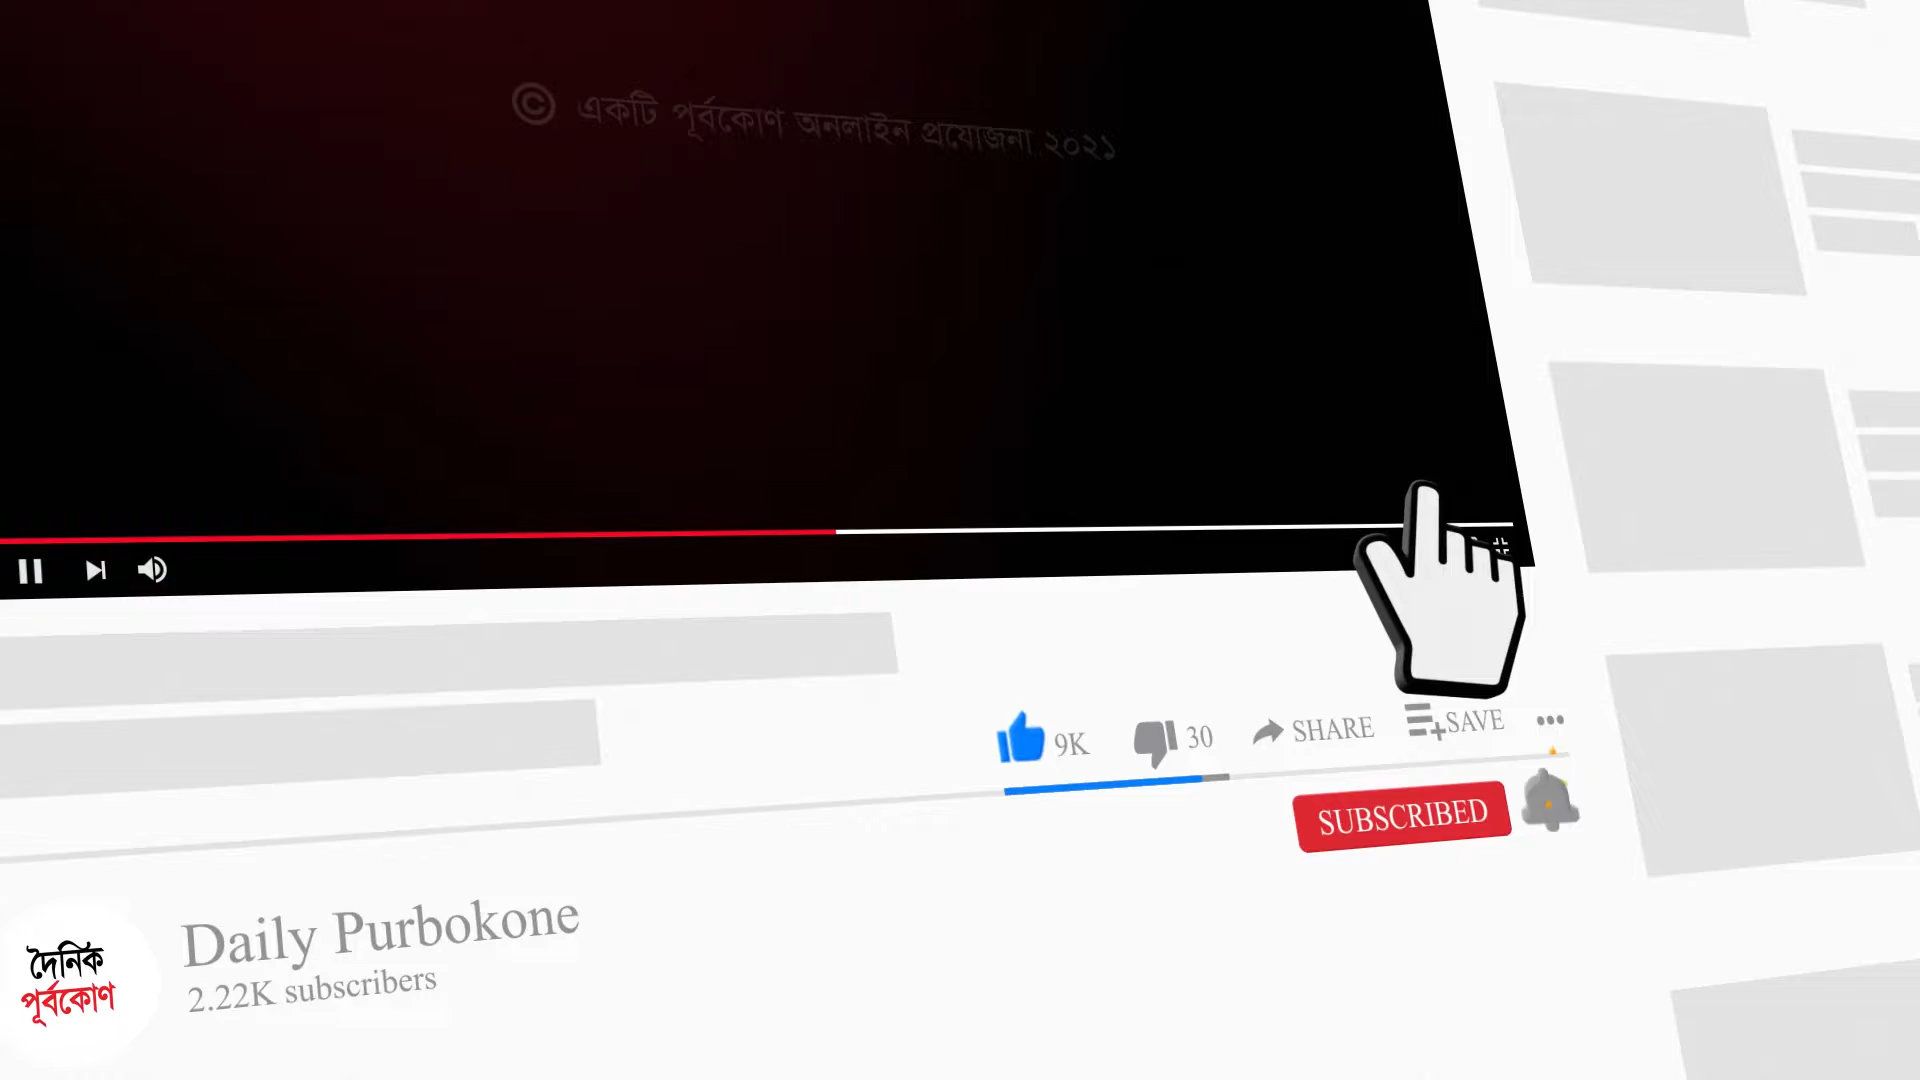 © একটি পূর্বকোণ অনলাইন প্রযোজনা ২০২১
9K
30
SHARE
SAVE
SUBSCRIBED
Daily Purbokone
2.22K subscribers
দৈনিক
পূর্বকোণ